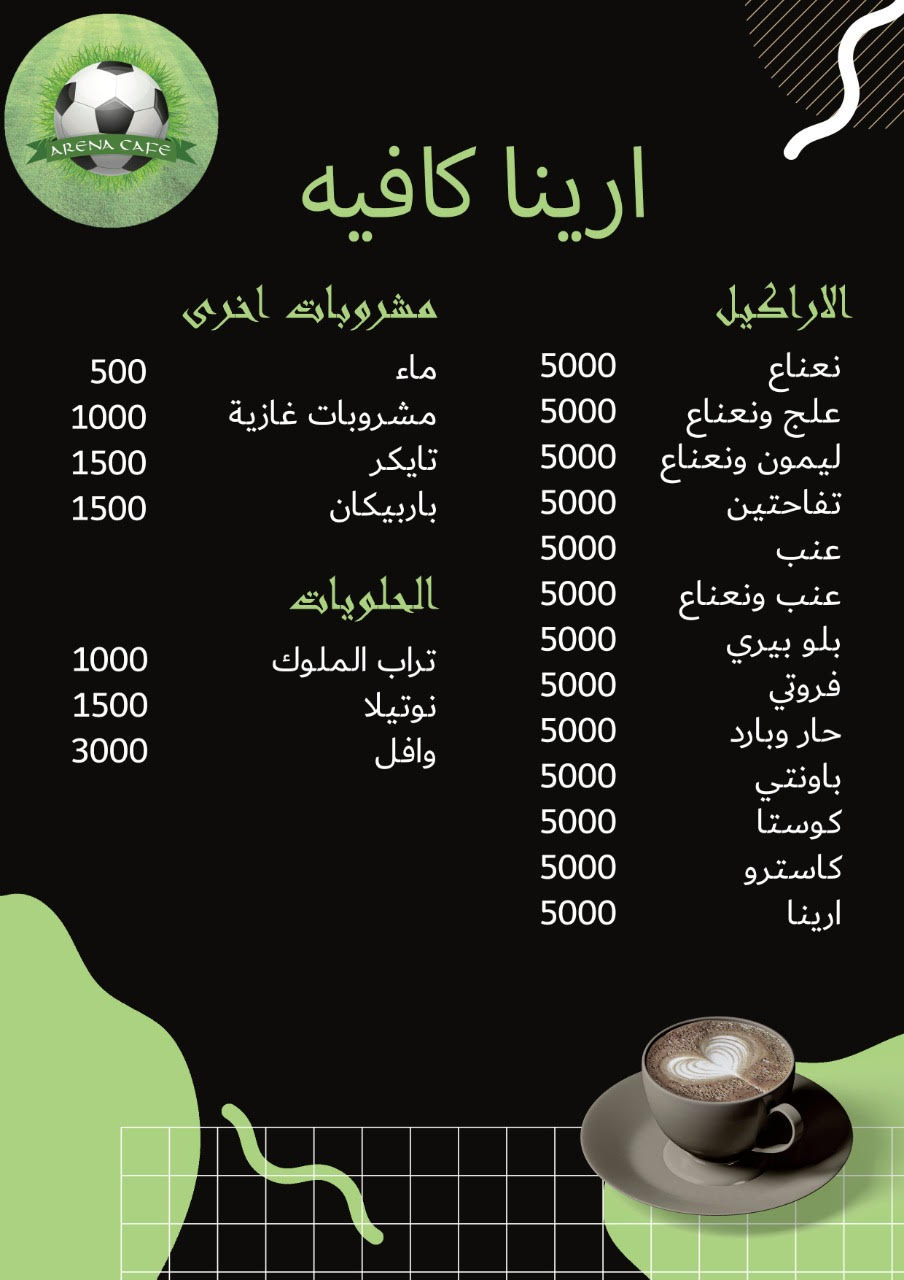 ARENA CAFE
ارينا كافيه
الاراكيل
نعناع 5000
علج ونعناع 5000
ليمون ونعناع 5000
تفاحتين 5000
عنب 5000
عنب ونعناع 5000
بلو بيري 5000
فروتي 5000
حار وبارد 5000
باونتي 5000
كوستا 5000
كاسترو 5000
ارينا 5000
مشروبات اخرى
ماء 500
مشروبات غازية 1000
تايكر 1500
باربيكان 1500
الحلويات
تراب الملوك 1000
نوتيلا 1500
وافل 3000